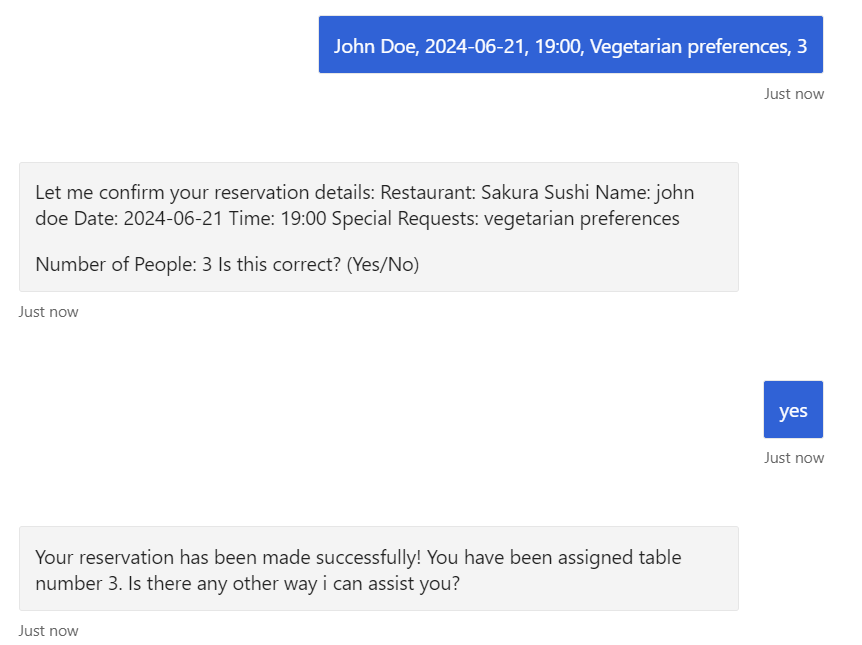 John Doe, 2024-06-21, 19:00, Vegetarian preferences, 3
Just now
Let me confirm your reservation details: Restaurant: Sakura Sushi Name: john
doe Date: 2024-06-21 Time: 19:00 Special Requests: vegetarian preferences
Number of People: 3 Is this correct? (Yes/No)
Just now
yes
Just now
Your reservation has been made successfully! You have been assigned table
number 3. Is there any other way i can assist you?
Just now